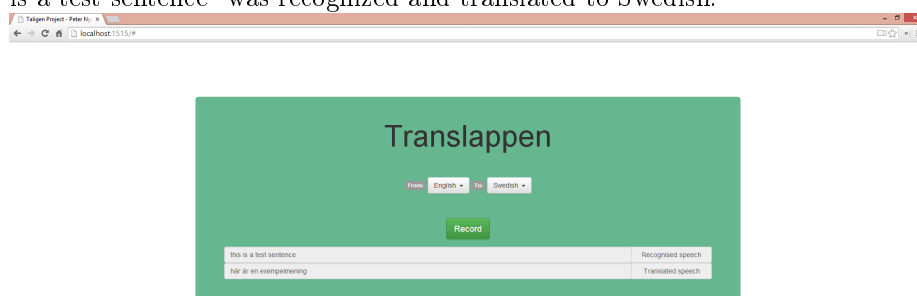 is a test sentence" was recognized and translated to Swedish.
Taligen Project - Peter Ny
localhost:1515/#
Translappen
From: English To: Swedish
Record
this is a test sentence Recognised speech
här är en exempelmening Translated speech